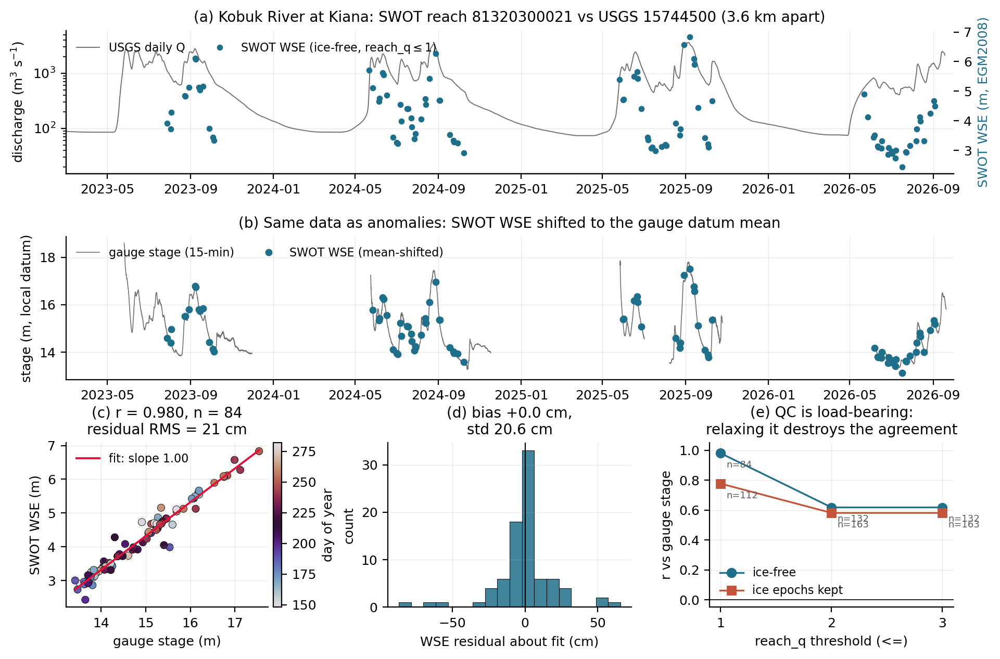 (a) Kobuk River at Kiana: SWOT reach 81320300021 vs USGS 15744500 (3.6 km apart)
USGS daily Q
SWOT WSE (ice-free, reach_q ≤ 1)
discharge (m³ s⁻¹)
10³
10²
7
6
5
4
3
SWOT WSE (m, EGM2008)
2023-05 2023-09 2024-01 2024-05 2024-09 2025-01 2025-05 2025-09 2026-01 2026-05 2026-09
(b) Same data as anomalies: SWOT WSE shifted to the gauge datum mean
gauge stage (15-min)
SWOT WSE (mean-shifted)
stage (m, local datum)
18
16
14
2023-05 2023-09 2024-01 2024-05 2024-09 2025-01 2025-05 2025-09 2026-01 2026-05 2026-09
(c) r = 0.980, n = 84
residual RMS = 21 cm
fit: slope 1.00
SWOT WSE (m)
7
6
5
4
3
14 15 16 17
gauge stage (m)
275
250
225
200
175
150
day of year
(d) bias +0.0 cm,
std 20.6 cm
count
30
20
10
0
−50 0 50
WSE residual about fit (cm)
(e) QC is load-bearing:
relaxing it destroys the agreement
r vs gauge stage
1.0
0.8
0.6
0.4
0.2
0.0
n=84
n=112
n=132
n=163
n=132
n=163
ice-free
ice epochs kept
1 2 3
reach_q threshold (<=)